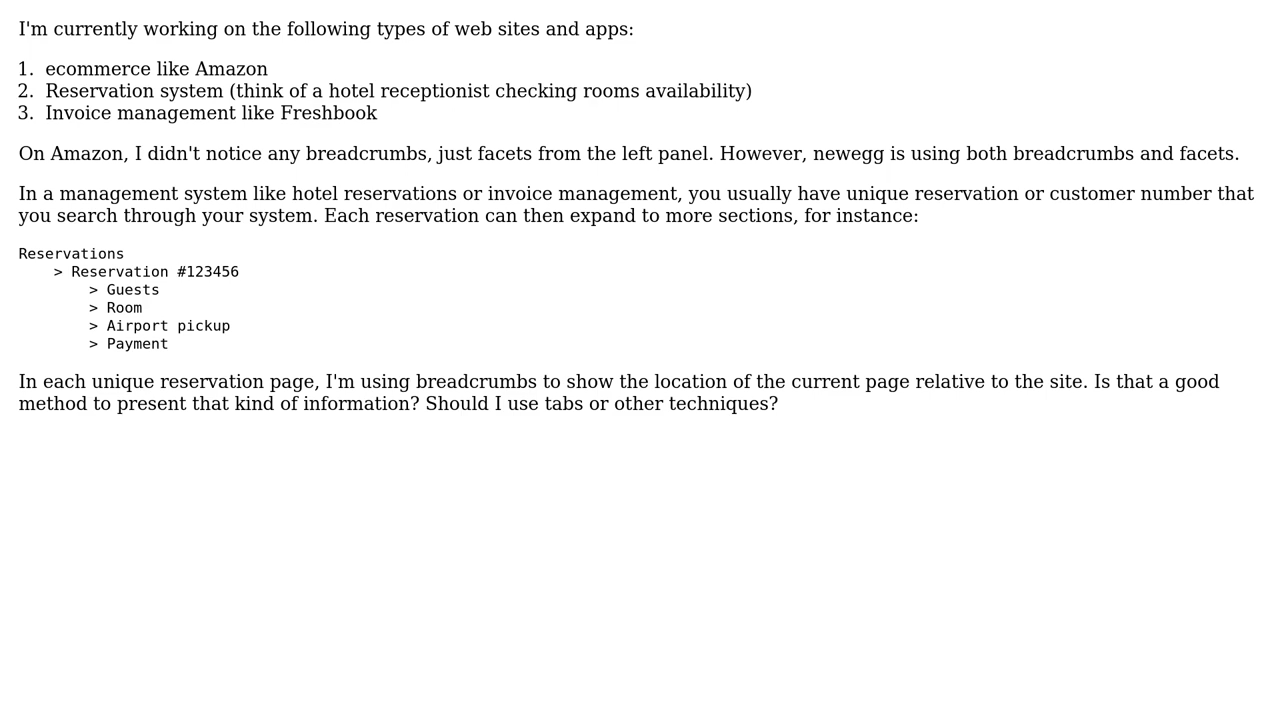 I'm currently working on the following types of web sites and apps:
1. ecommerce like Amazon
2. Reservation system (think of a hotel receptionist checking rooms availability)
3. Invoice management like Freshbook
On Amazon, I didn't notice any breadcrumbs, just facets from the left panel. However, newegg is using both breadcrumbs and facets.
In a management system like hotel reservations or invoice management, you usually have unique reservation or customer number that
you search through your system. Each reservation can then expand to more sections, for instance:
Reservations
    > Reservation #123456
        > Guests
        > Room
        > Airport pickup
        > Payment
In each unique reservation page, I'm using breadcrumbs to show the location of the current page relative to the site. Is that a good
method to present that kind of information? Should I use tabs or other techniques?